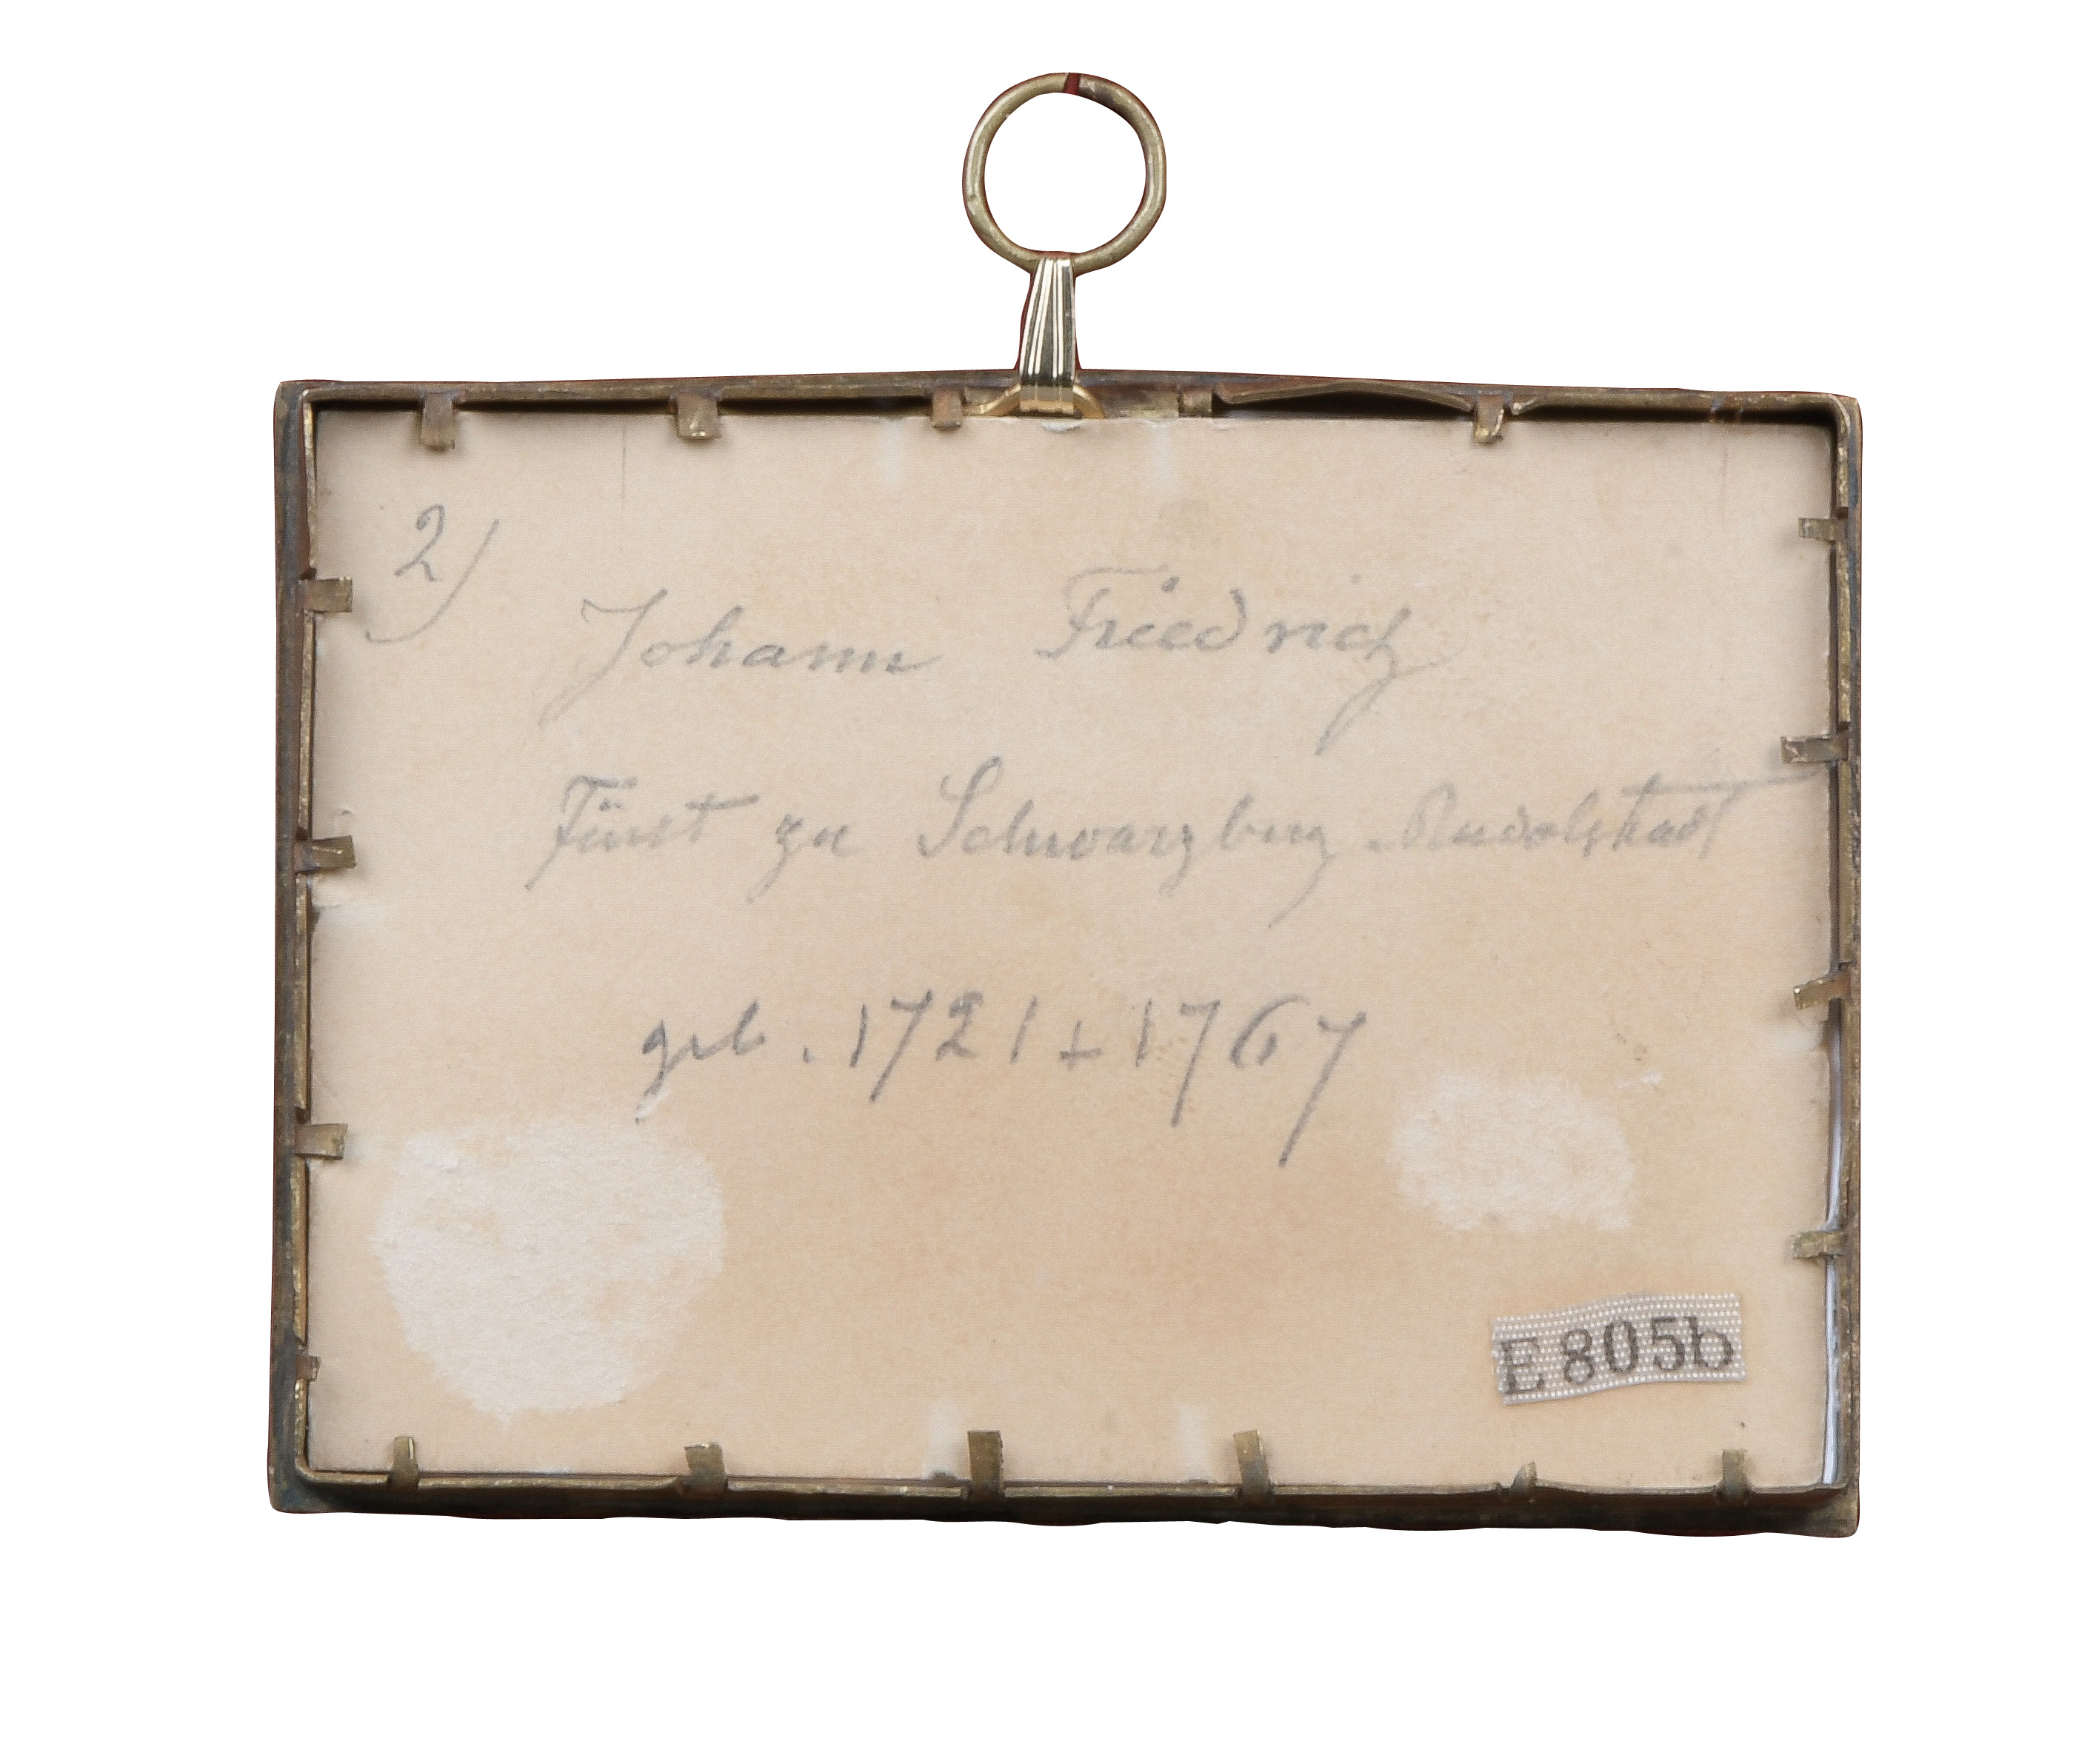 2)
Johann Friedrich
Fürst zu Schwarzburg-Rudolstadt
geb. 1721 + 1767
E 805b